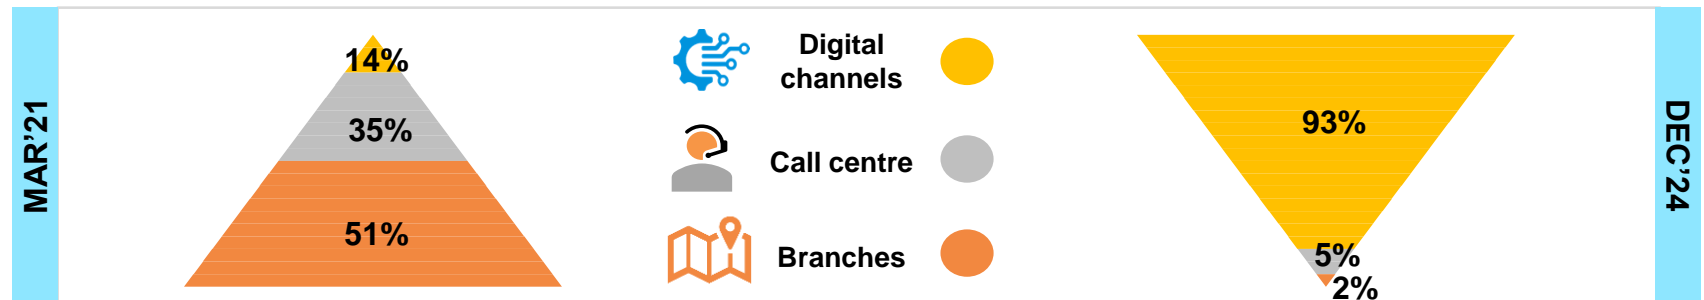 MAR’21
14%
35%
51%
Digital
channels
Call centre
Branches
93%
5%
2%
DEC’24